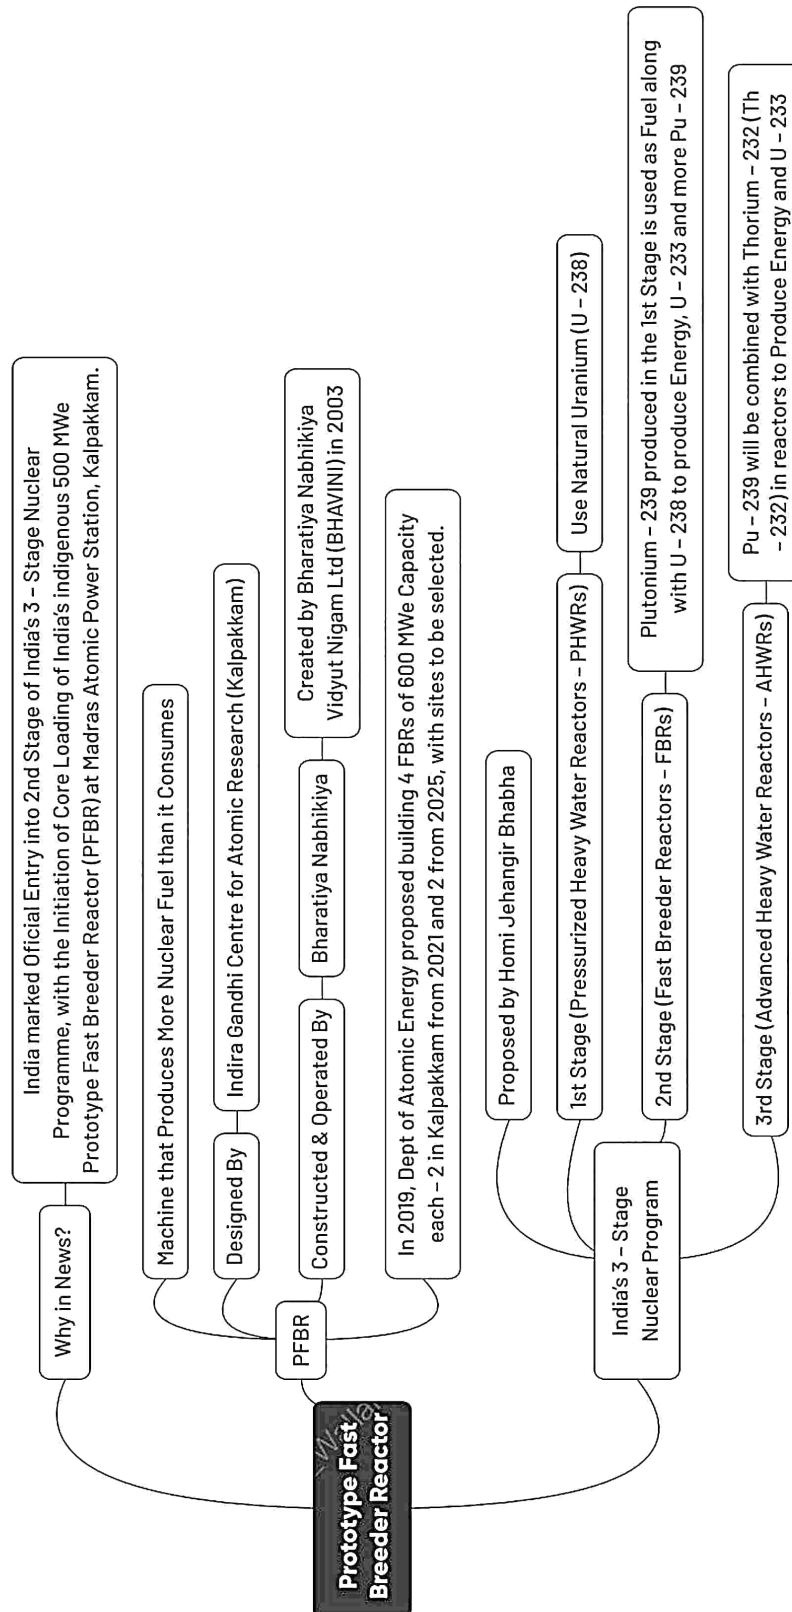 Prototype Fast
Breeder Reactor
Why in News?
India marked Oficial Entry into 2nd Stage of India's 3 – Stage Nuclear
Programme, with the Initiation of Core Loading of India's indigenous 500 MWe
Prototype Fast Breeder Reactor (PFBR) at Madras Atomic Power Station, Kalpakkam.
PFBR
Machine that Produces More Nuclear Fuel than it Consumes
Designed By
Indira Gandhi Centre for Atomic Research (Kalpakkam)
Constructed & Operated By
Bharatiya Nabhikiya
Created by Bharatiya Nabhikiya
Vidyut Nigam Ltd (BHAVINI) in 2003
In 2019, Dept of Atomic Energy proposed building 4 FBRs of 600 MWe Capacity
each – 2 in Kalpakkam from 2021 and 2 from 2025, with sites to be selected.
India's 3 – Stage
Nuclear Program
Proposed by Homi Jehangir Bhabha
1st Stage (Pressurized Heavy Water Reactors – PHWRs)
Use Natural Uranium (U – 238)
2nd Stage (Fast Breeder Reactors – FBRs)
Plutonium – 239 produced in the 1st Stage is used as Fuel along
with U – 238 to produce Energy, U – 233 and more Pu – 239
3rd Stage (Advanced Heavy Water Reactors – AHWRs)
Pu – 239 will be combined with Thorium – 232 (Th
– 232) in reactors to Produce Energy and U – 233